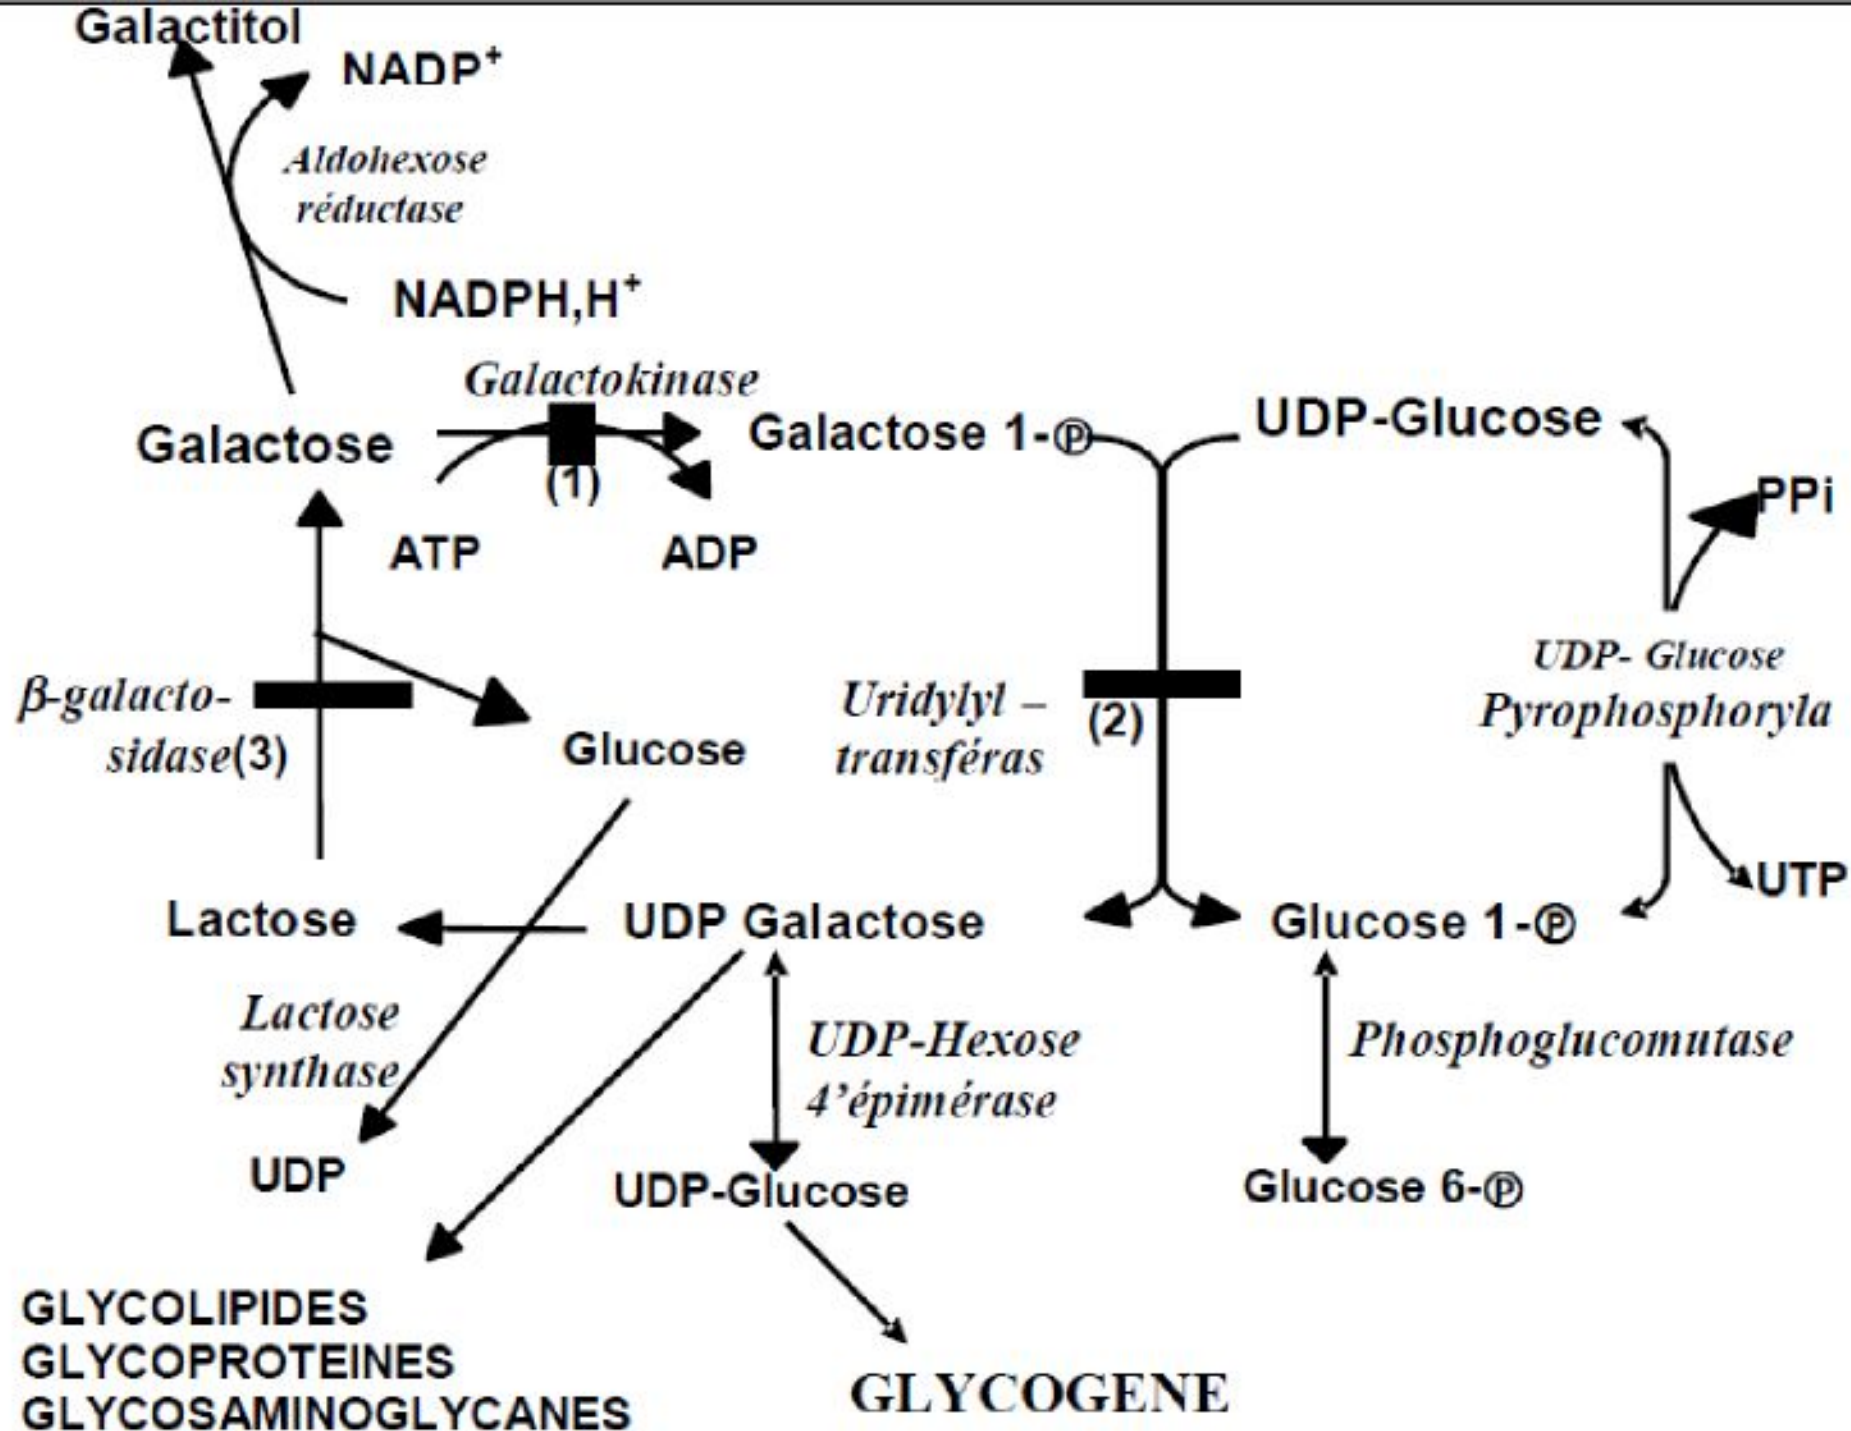 Galactitol
NADP⁺
Aldohexose
réductase
NADPH,H⁺
Galactokinase
Galactose
(1)
Galactose 1-Ⓟ
UDP-Glucose
ATP
ADP
PPi
β-galacto-
sidase(3)
Glucose
Uridylyl –
transféras
(2)
UDP- Glucose
Pyrophosphoryla
UTP
Lactose
UDP Galactose
Glucose 1-Ⓟ
Lactose
synthase
UDP-Hexose
4’épimérase
Phosphoglucomutase
UDP
UDP-Glucose
Glucose 6-Ⓟ
GLYCOLIPIDES
GLYCOPROTEINES
GLYCOSAMINOGLYCANES
GLYCOGENE